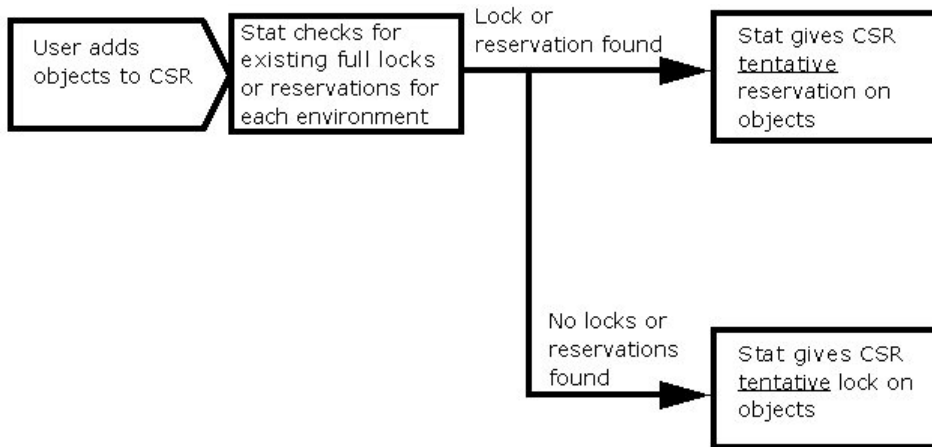 User adds
objects to CSR
Stat checks for
existing full locks
or reservations for
each environment
Lock or
reservation found
Stat gives CSR
tentative
reservation on
objects
No locks or
reservations
found
Stat gives CSR
tentative lock on
objects